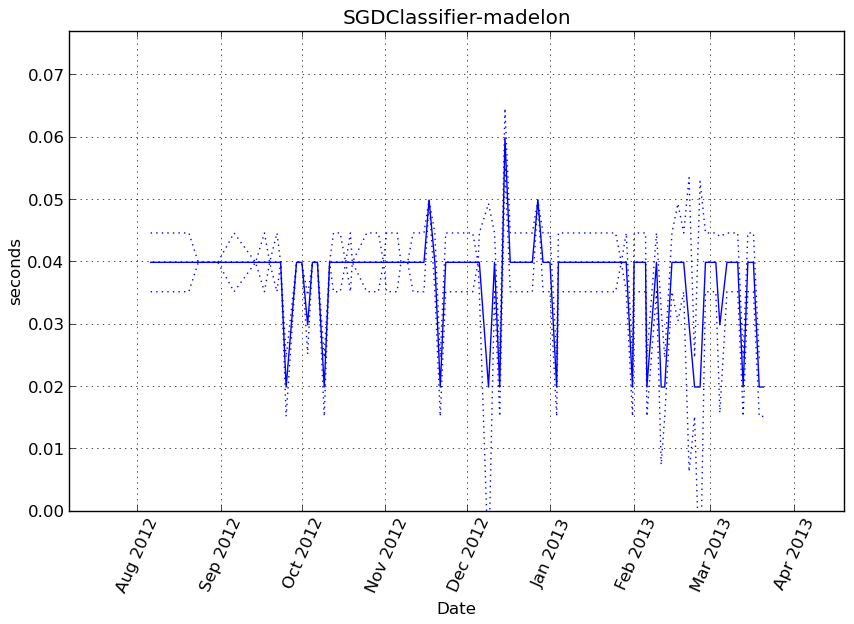 SGDClassifier-madelon
0.07
0.06
0.05
0.04
0.03
0.02
0.01
0.00
seconds
Aug 2012
Sep 2012
Oct 2012
Nov 2012
Dec 2012
Jan 2013
Feb 2013
Mar 2013
Apr 2013
Date